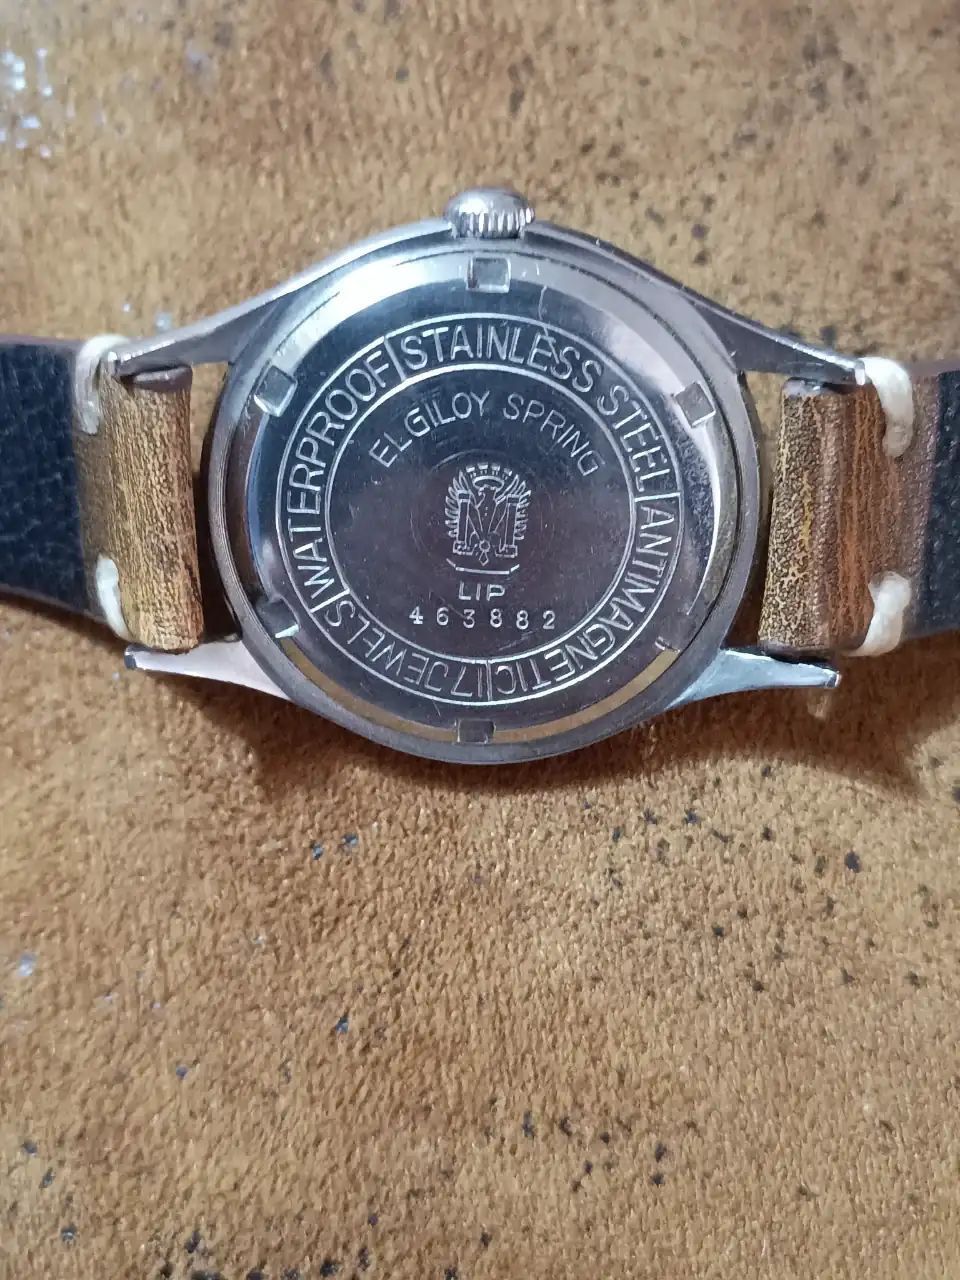 WATERPROOF
STAINLESS STEEL
ANTIMAGNETIC
17 JEWELS
ELGILOY SPRING
LIP
463882